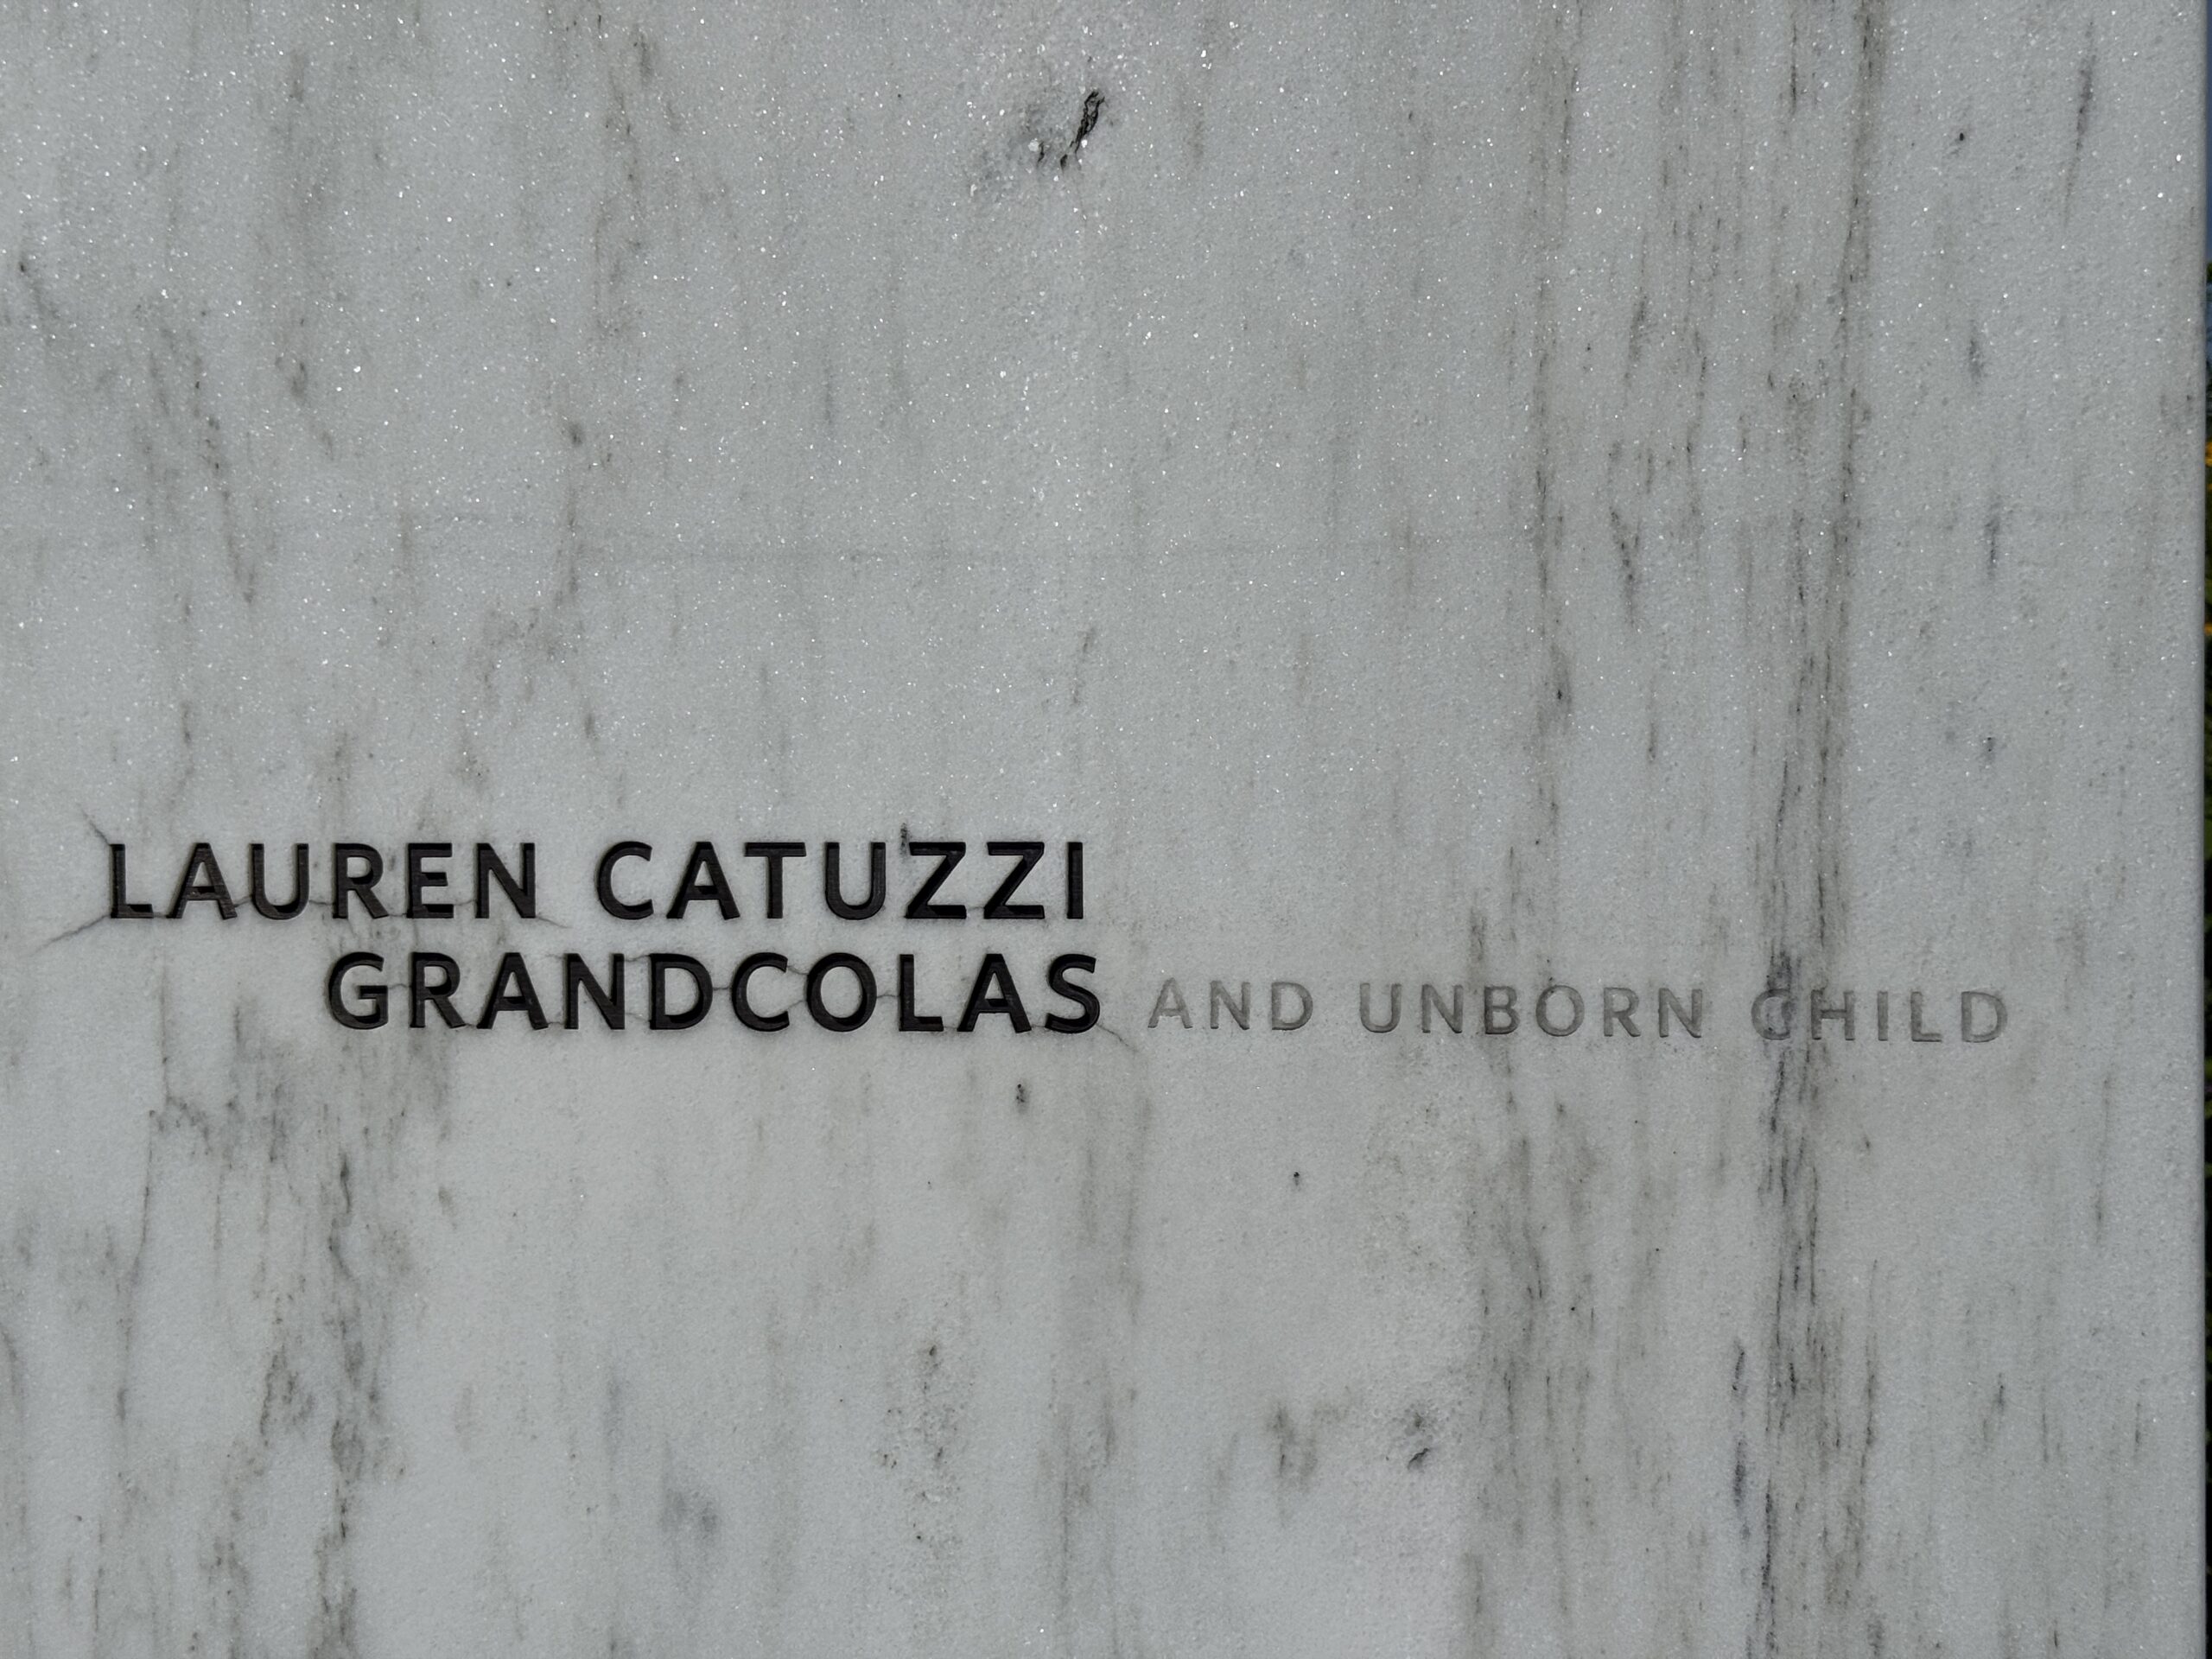 LAUREN CATUZZI
GRANDCOLAS AND UNBORN CHILD